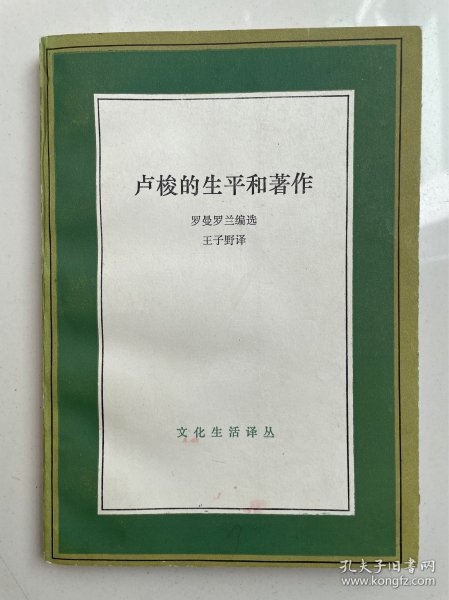 卢梭的生平和著作
罗曼罗兰编选
王子野译
文化生活译丛
孔夫子旧书网
www.kongfz.com